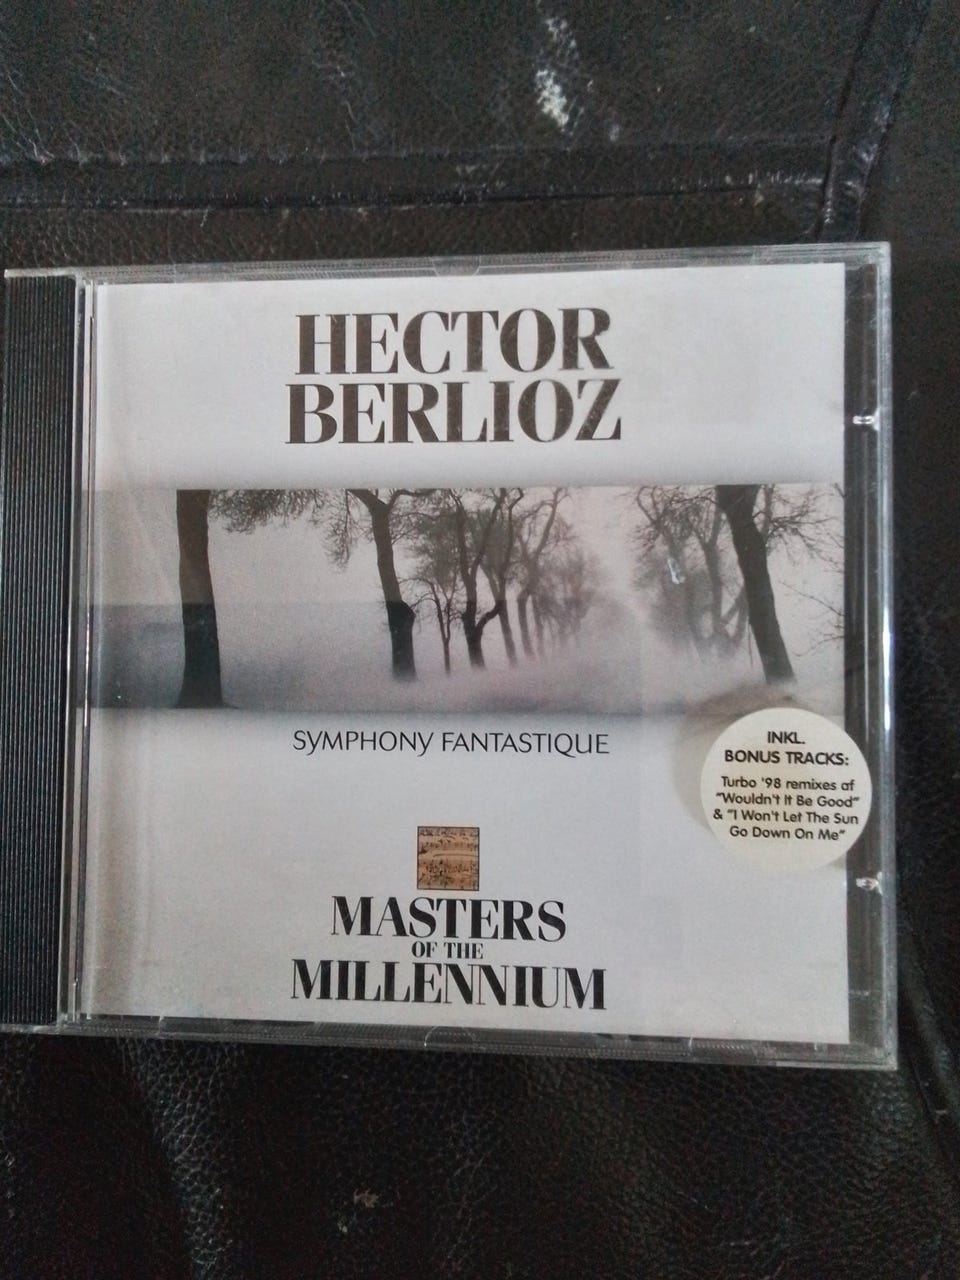 HECTOR
BERLIOZ
SYMPHONY FANTASTIQUE
INKL.
BONUS TRACKS:
Turbo '98 remixes af
"Wouldn't It Be Good"
& "I Won't Let The Sun
Go Down On Me"
MASTERS
OF THE
MILLENNIUM